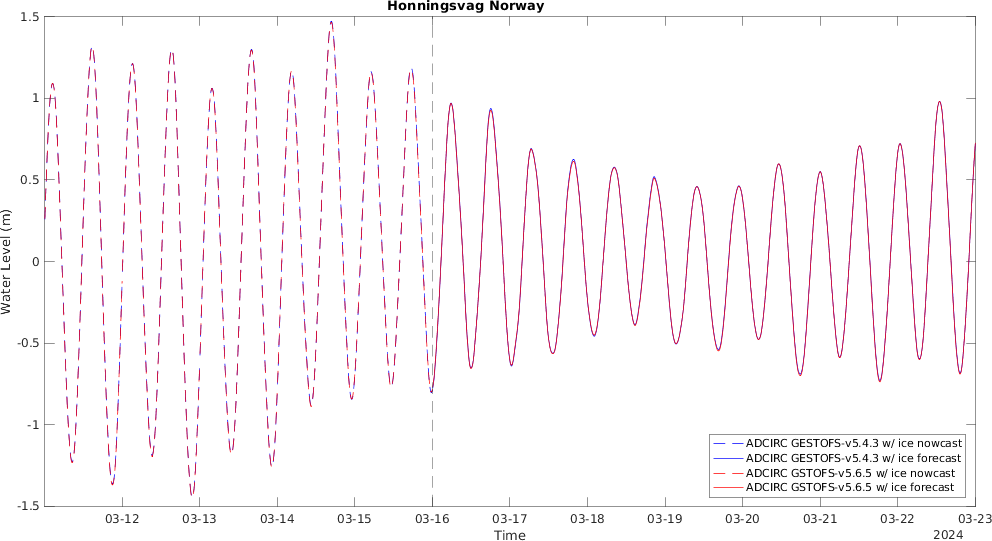 Honningsvag Norway
1.5
1
0.5
0
-0.5
-1
-1.5
Water Level (m)
03-12 03-13 03-14 03-15 03-16 03-17 03-18 03-19 03-20 03-21 03-22 03-23
Time
2024
ADCIRC GESTOFS-v5.4.3 w/ ice nowcast
ADCIRC GESTOFS-v5.4.3 w/ ice forecast
ADCIRC GSTOFS-v5.6.5 w/ ice nowcast
ADCIRC GSTOFS-v5.6.5 w/ ice forecast